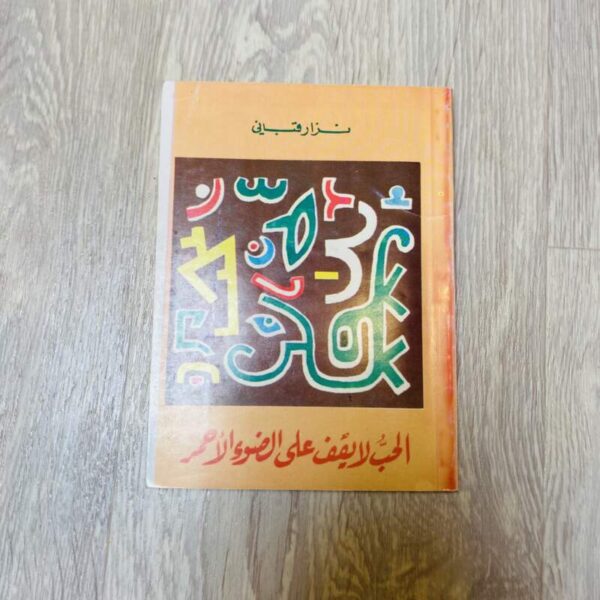 نزار قباني
الحبُّ لا يقف على الضوء الأحمر